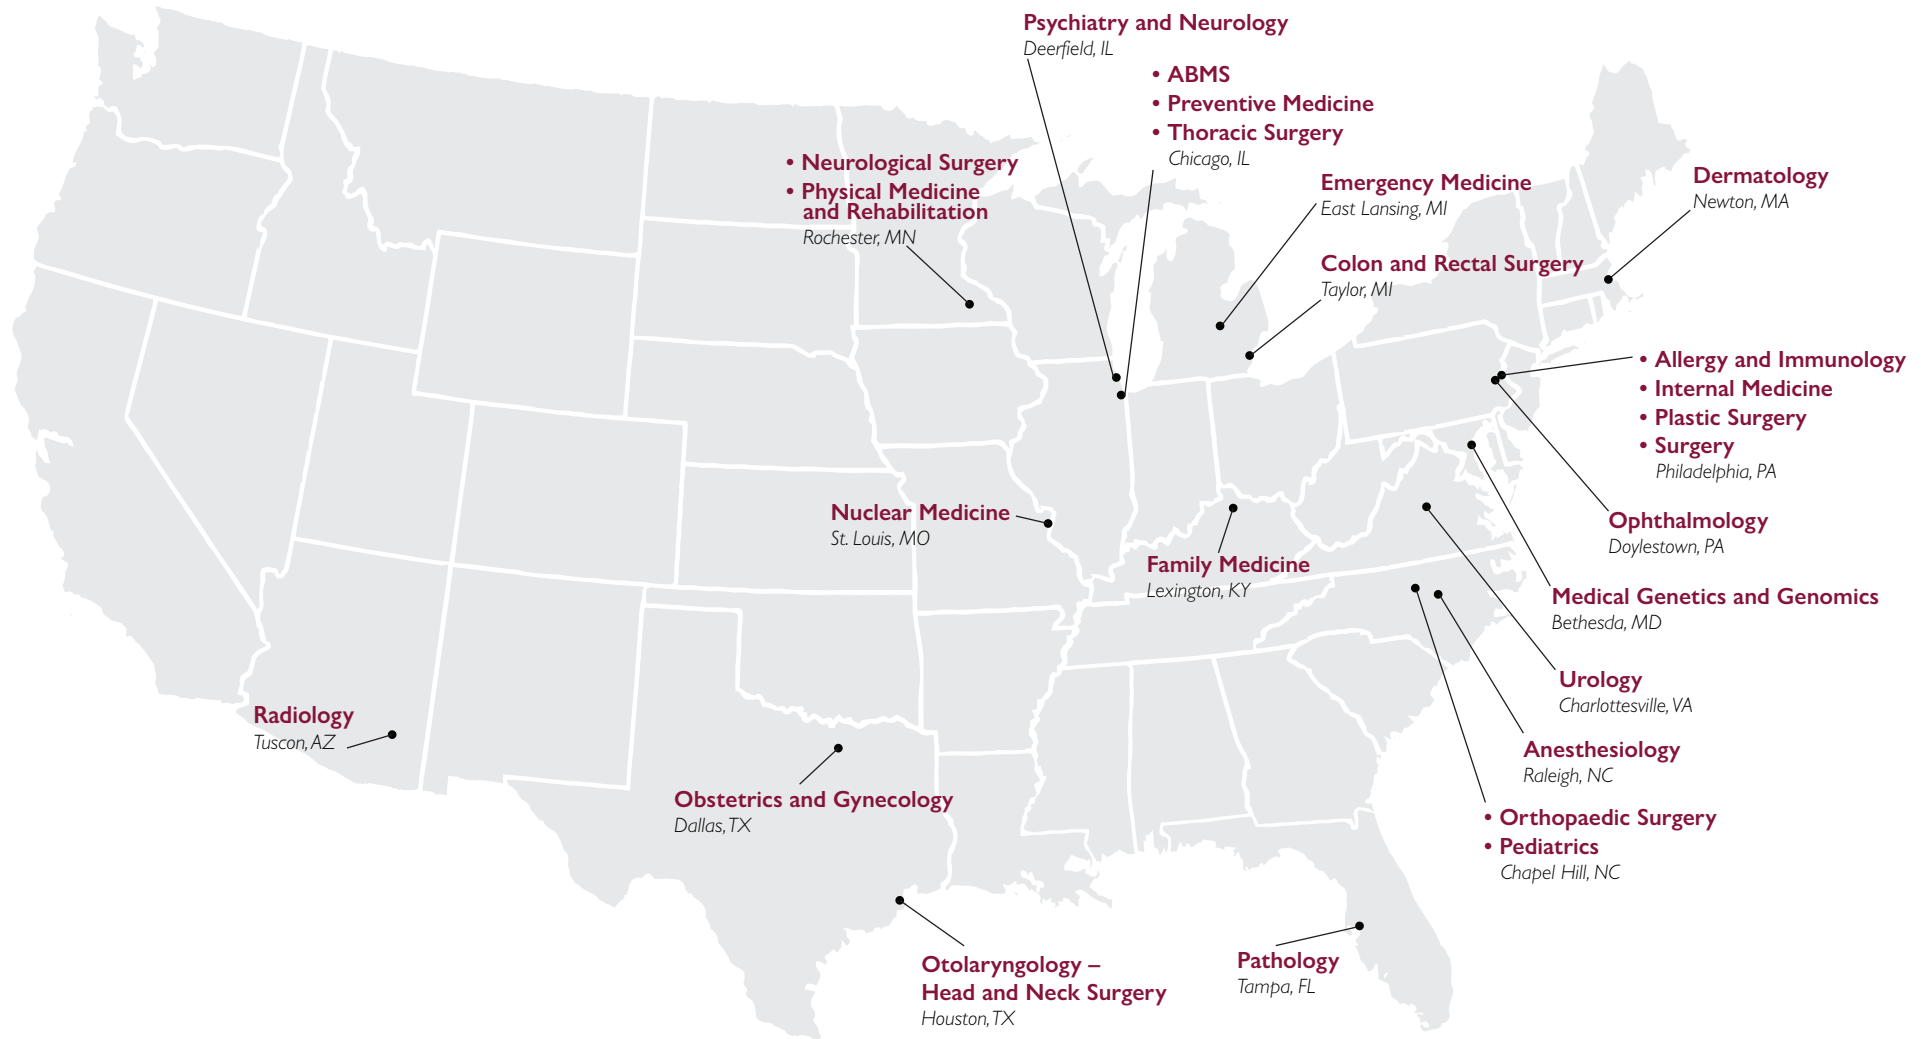 Psychiatry and Neurology
Deerfield, IL
• ABMS
• Preventive Medicine
• Thoracic Surgery
Chicago, IL
• Neurological Surgery
• Physical Medicine
and Rehabilitation
Rochester, MN
Emergency Medicine
East Lansing, MI
Dermatology
Newton, MA
Colon and Rectal Surgery
Taylor, MI
• Allergy and Immunology
• Internal Medicine
• Plastic Surgery
• Surgery
Philadelphia, PA
Nuclear Medicine
St. Louis, MO
Ophthalmology
Doylestown, PA
Family Medicine
Lexington, KY
Medical Genetics and Genomics
Bethesda, MD
Urology
Charlottesville, VA
Radiology
Tuscon, AZ
Anesthesiology
Raleigh, NC
Obstetrics and Gynecology
Dallas, TX
• Orthopaedic Surgery
• Pediatrics
Chapel Hill, NC
Otolaryngology –
Head and Neck Surgery
Houston, TX
Pathology
Tampa, FL